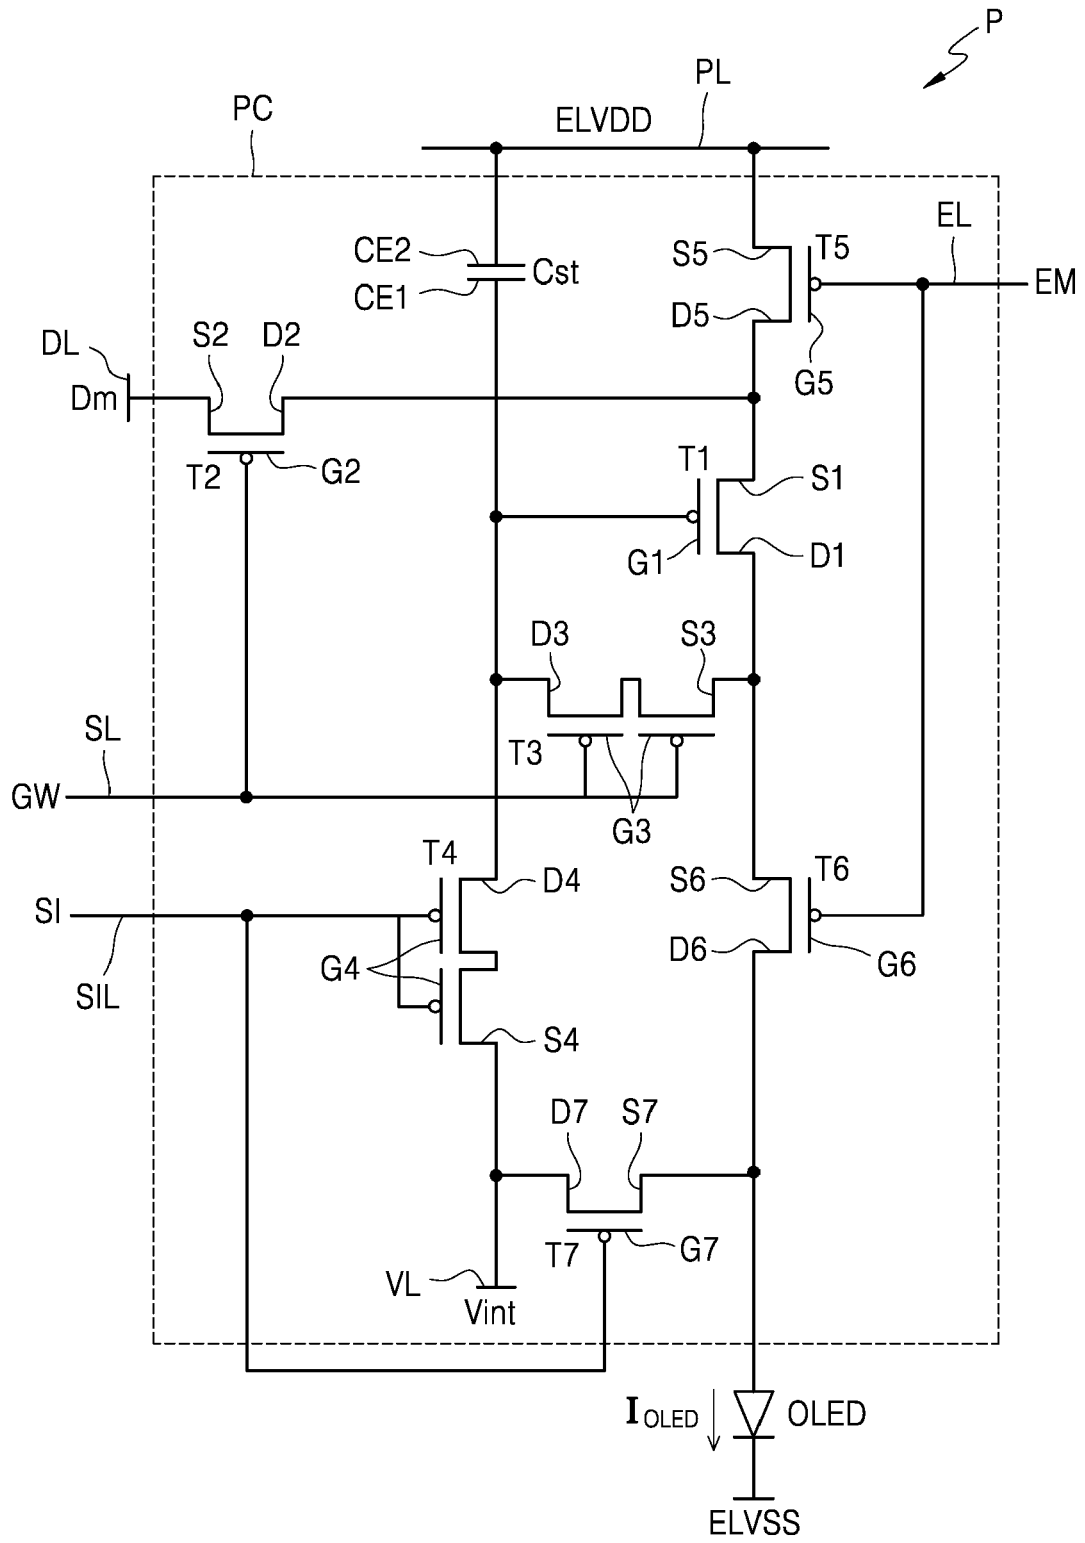 P
PL
ELVDD
PC
EL
CE2
S5
T5
Cst
EM
CE1
D5
S2
D2
DL
G5
Dm
T1
T2
G2
S1
G1
D1
D3
S3
SL
T3
GW
G3
T4
T6
D4
S6
SI
G4
D6
G6
SIL
S4
D7
S7
T7
G7
VL
Vint
IOLED
OLED
ELVSS